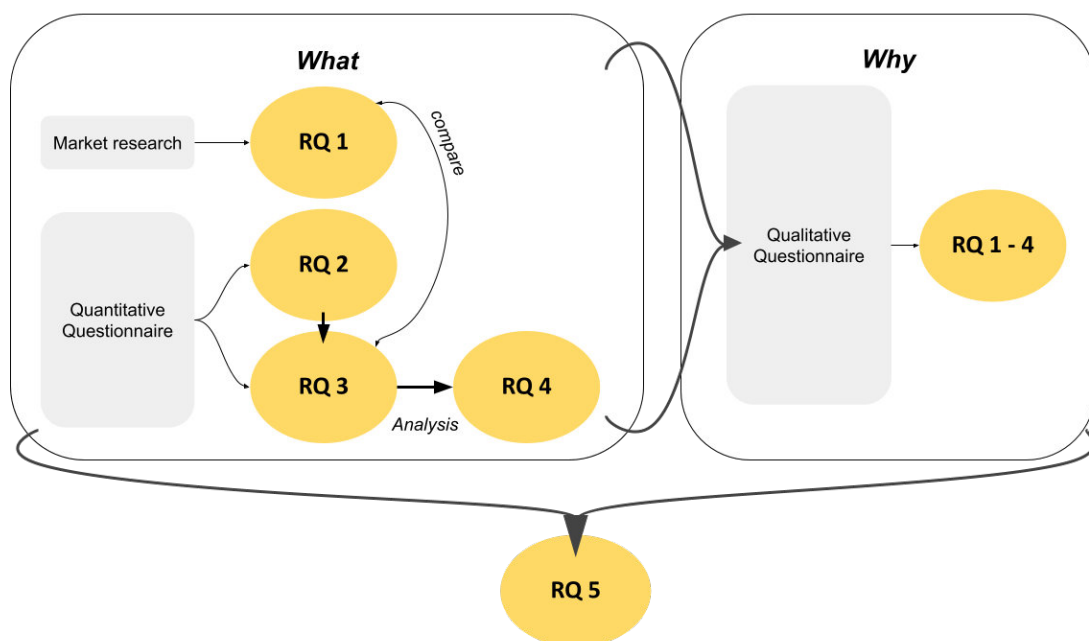 What
Why
Market research
RQ 1
compare
RQ 2
Quantitative
Questionnaire
RQ 3
Analysis
RQ 4
Qualitative
Questionnaire
RQ 1 - 4
RQ 5